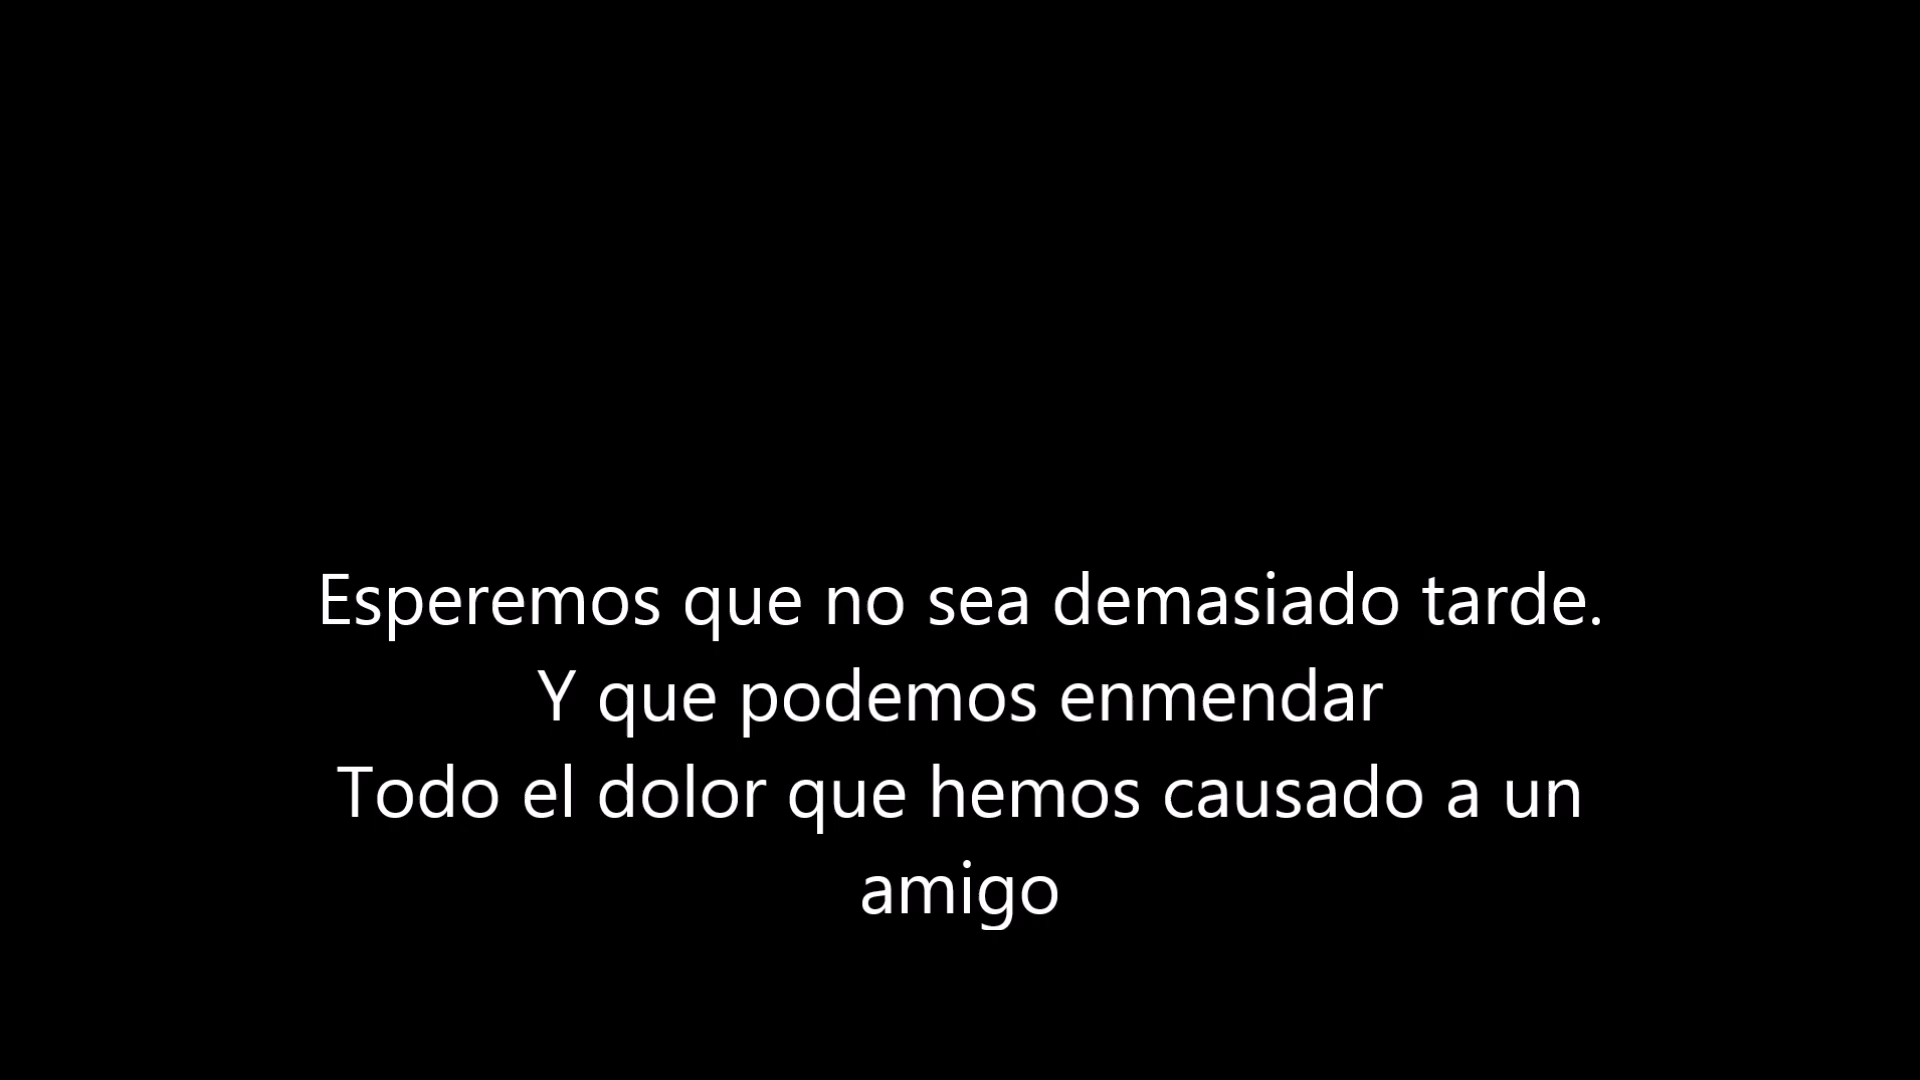 Esperemos que no sea demasiado tarde.
Y que podemos enmendar
Todo el dolor que hemos causado a un
amigo